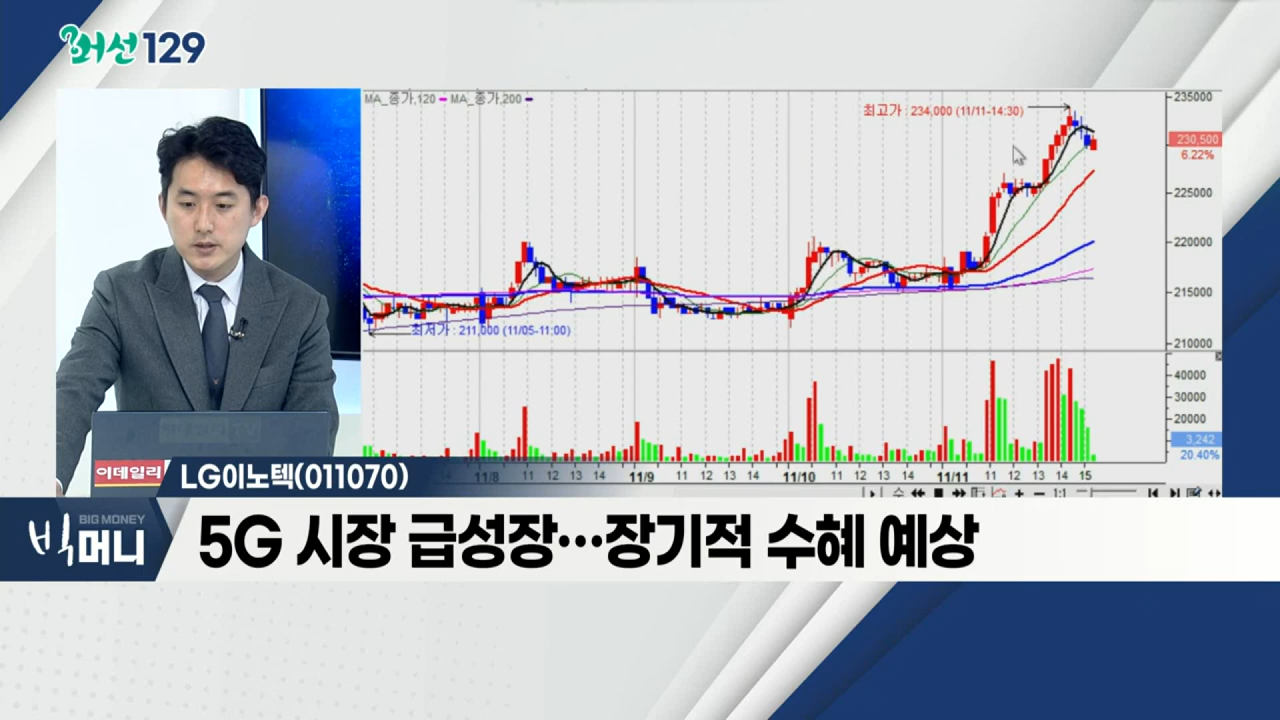 머선129
MA_종가,120 MA_종가,200
최고가 : 234,000 (11/11-14:30)
235000
230,500
6.22%
225000
220000
215000
최저가 : 211,000 (11/05-11:00)
210000
40000
30000
20000
3,242
20.40%
11/8 11 12 13 14 11/9 11 12 13 14 11/10 11 12 13 14 11/11 11 12 13 14 15
1:1
이데일리
LG이노텍(011070)
BIG MONEY
빅머니
5G 시장 급성장…장기적 수혜 예상